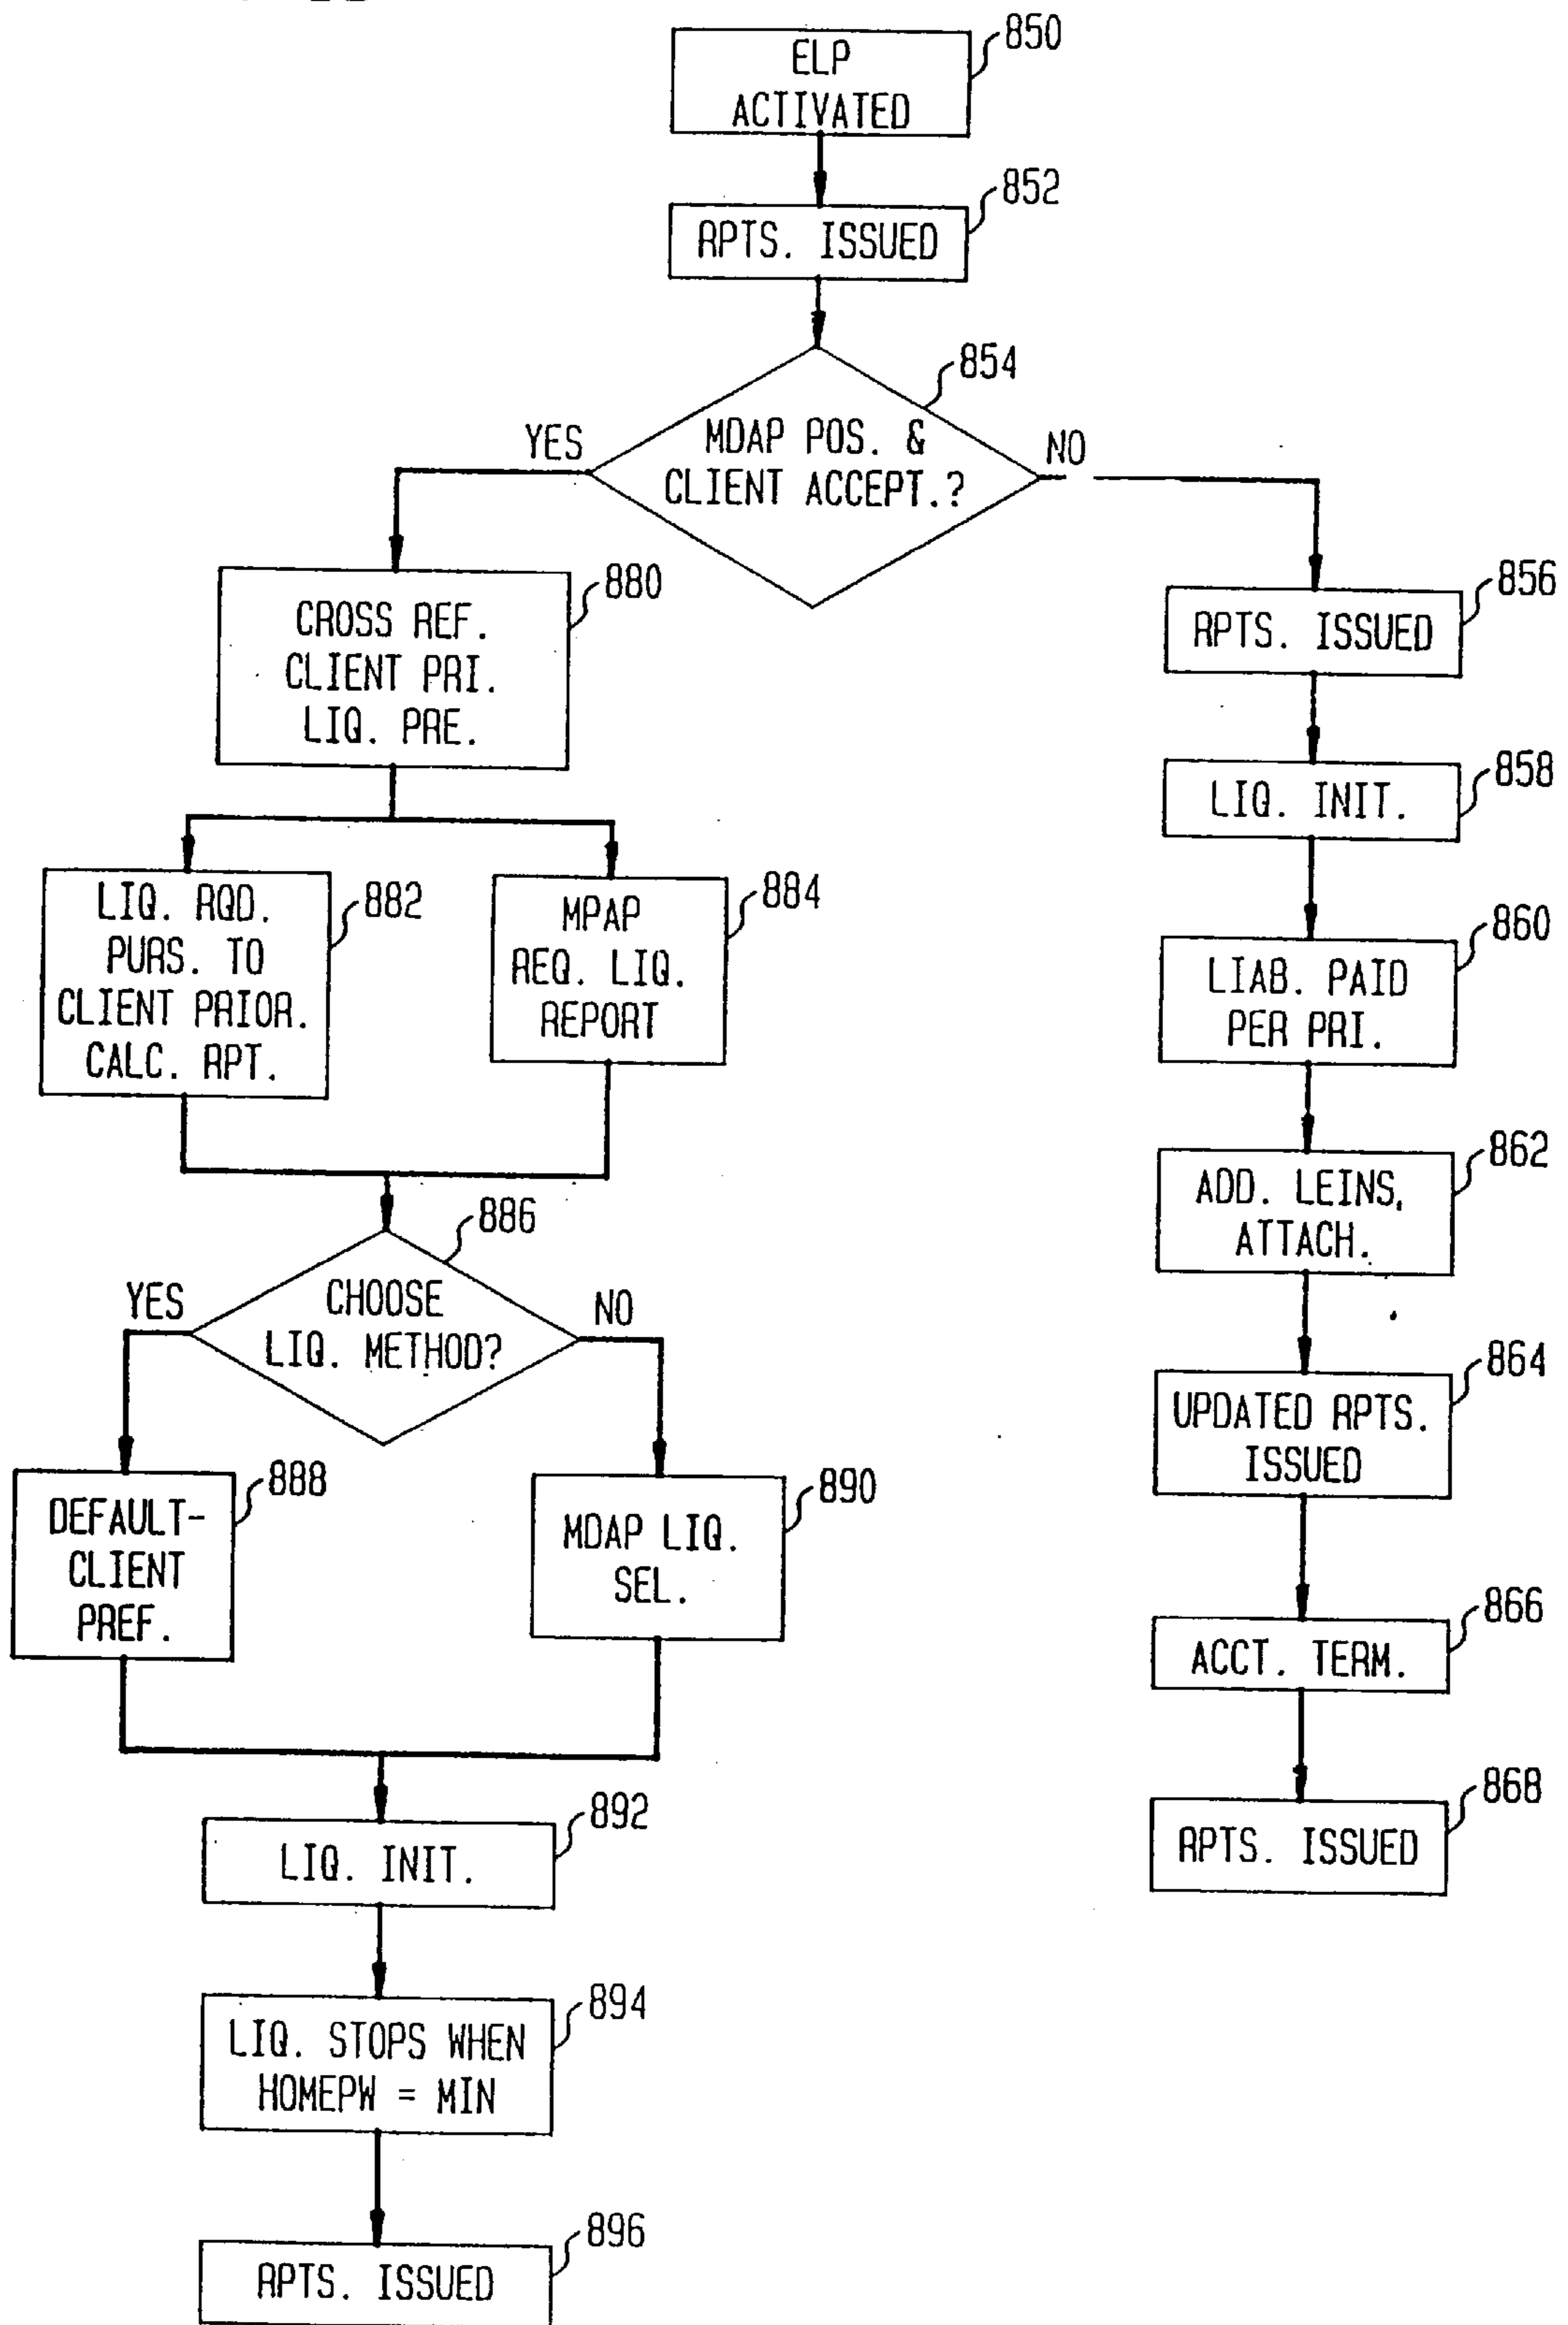 850
ELP
ACTIVATED
852
RPTS. ISSUED
854
MDAP POS. &
CLIENT ACCEPT.?
YES
NO
880
CROSS REF.
CLIENT PRI.
LIQ. PRE.
882
LIQ. RQD.
PURS. TO
CLIENT PRIOR.
CALC. RPT.
884
MPAP
REQ. LIQ.
REPORT
886
CHOOSE
LIQ. METHOD?
YES
NO
888
DEFAULT-
CLIENT
PREF.
890
MDAP LIQ.
SEL.
892
LIQ. INIT.
894
LIQ. STOPS WHEN
HOMEPW = MIN
896
RPTS. ISSUED
856
RPTS. ISSUED
858
LIQ. INIT.
860
LIAB. PAID
PER PRI.
862
ADD. LEINS,
ATTACH.
864
UPDATED RPTS.
ISSUED
866
ACCT. TERM.
868
RPTS. ISSUED